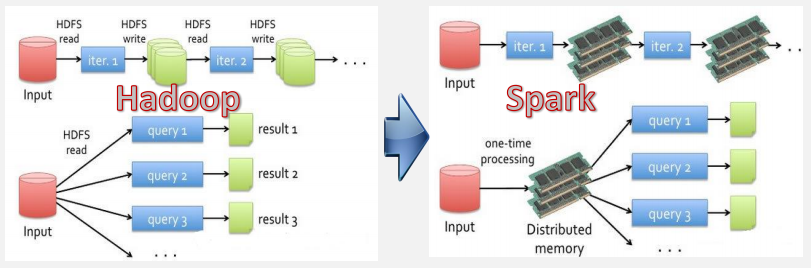 HDFS read
HDFS write
HDFS read
HDFS write
iter. 1
iter. 2
. . .
Input
Hadoop
HDFS read
query 1
result 1
query 2
result 2
query 3
result 3
Input
. . .
iter. 1
iter. 2
. .
Input
Spark
one-time processing
query 1
query 2
query 3
Input
Distributed memory
. . .